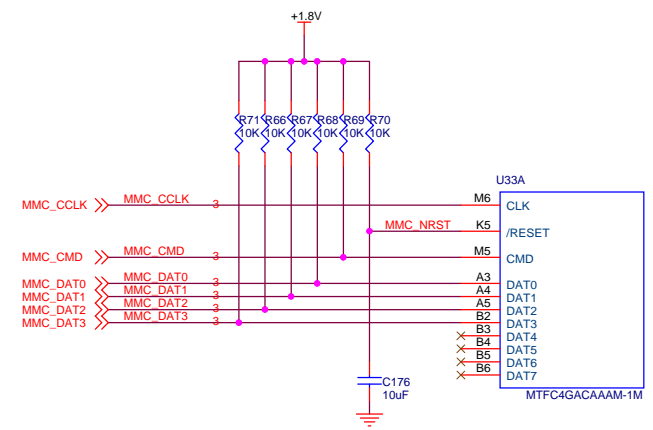 +1.8V
R71 R66 R67 R68 R69 R70
10K 10K 10K 10K 10K 10K
U33A
MMC_CCLK MMC_CCLK 3 M6 CLK
MMC_NRST K5 /RESET
MMC_CMD MMC_CMD 3 M5 CMD
MMC_DAT0 MMC_DAT0 3 A3 DAT0
MMC_DAT1 MMC_DAT1 3 A4 DAT1
MMC_DAT2 MMC_DAT2 3 A5 DAT2
MMC_DAT3 MMC_DAT3 3 B2 DAT3
B3 DAT4
B4 DAT5
B5 DAT6
B6 DAT7
C176
10uF
MTFC4GACAAAM-1M